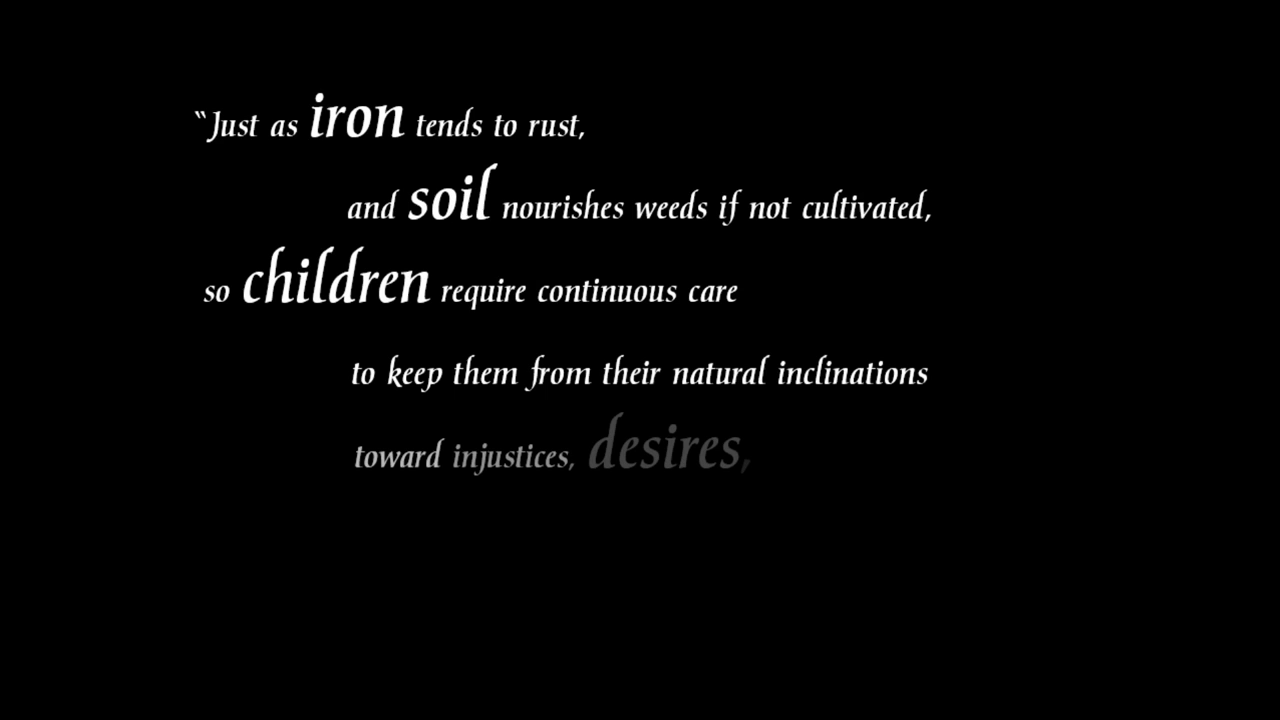 “Just as iron tends to rust,
and soil nourishes weeds if not cultivated,
so children require continuous care
to keep them from their natural inclinations
toward injustices, desires,